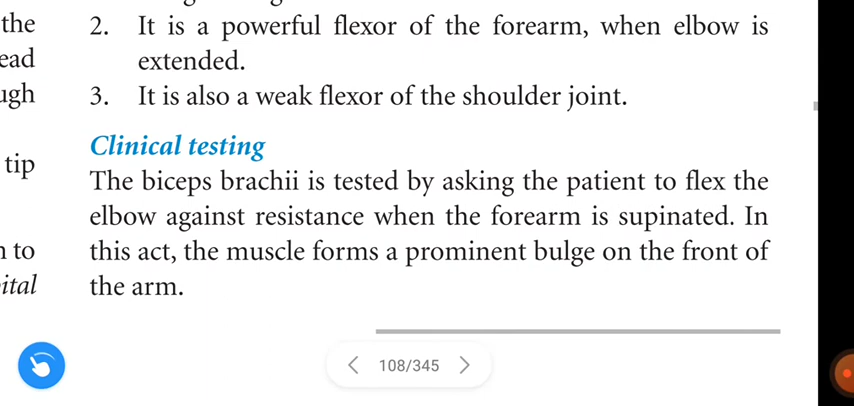 the
ead
ugh
tip
n to
ital
2. It is a powerful flexor of the forearm, when elbow is
extended.
3. It is also a weak flexor of the shoulder joint.
Clinical testing
The biceps brachii is tested by asking the patient to flex the
elbow against resistance when the forearm is supinated. In
this act, the muscle forms a prominent bulge on the front of
the arm.
108/345